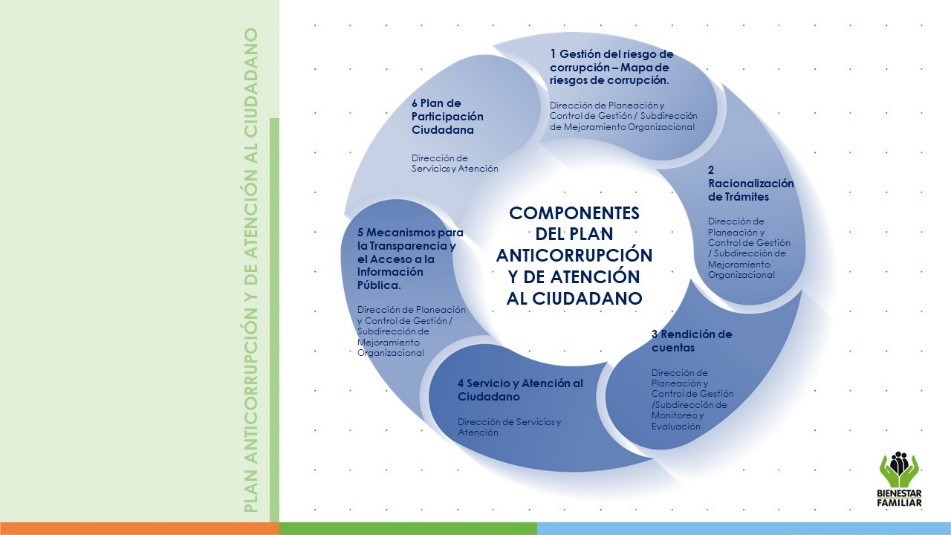 PLAN ANTICORRUPCIÓN Y DE ATENCIÓN AL CIUDADANO
COMPONENTES
DEL PLAN
ANTICORRUPCIÓN
Y DE ATENCIÓN
AL CIUDADANO
1 Gestión del riesgo de
corrupción – Mapa de
riesgos de corrupción.
Dirección de Planeación y
Control de Gestión / Subdirección
de Mejoramiento Organizacional
2
Racionalización
de Trámites
Dirección de
Planeación y
Control de Gestión
/ Subdirección de
Mejoramiento
Organizacional
3 Rendición de
cuentas
Dirección de
Planeación y
Control de Gestión
/Subdirección de
Monitoreo y
Evaluación
4 Servicio y Atención al
Ciudadano
Dirección de Servicios y
Atención
5 Mecanismos para
la Transparencia y
el Acceso a la
Información
Pública.
Dirección de Planeación
y Control de Gestión /
Subdirección de
Mejoramiento
Organizacional
6 Plan de
Participación
Ciudadana
Dirección de
Servicios y Atención
BIENESTAR
FAMILIAR